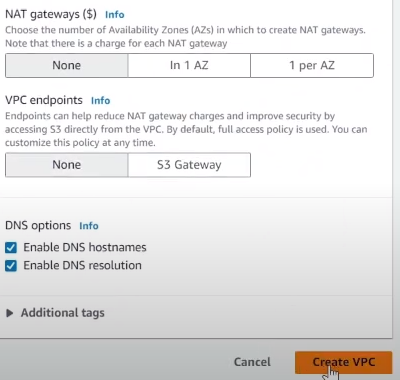 NAT gateways ($) Info
Choose the number of Availability Zones (AZs) in which to create NAT gateways.
Note that there is a charge for each NAT gateway
None In 1 AZ 1 per AZ
VPC endpoints Info
Endpoints can help reduce NAT gateway charges and improve security by
accessing S3 directly from the VPC. By default, full access policy is used. You can
customize this policy at any time.
None S3 Gateway
DNS options Info
Enable DNS hostnames
Enable DNS resolution
Additional tags
Cancel Create VPC